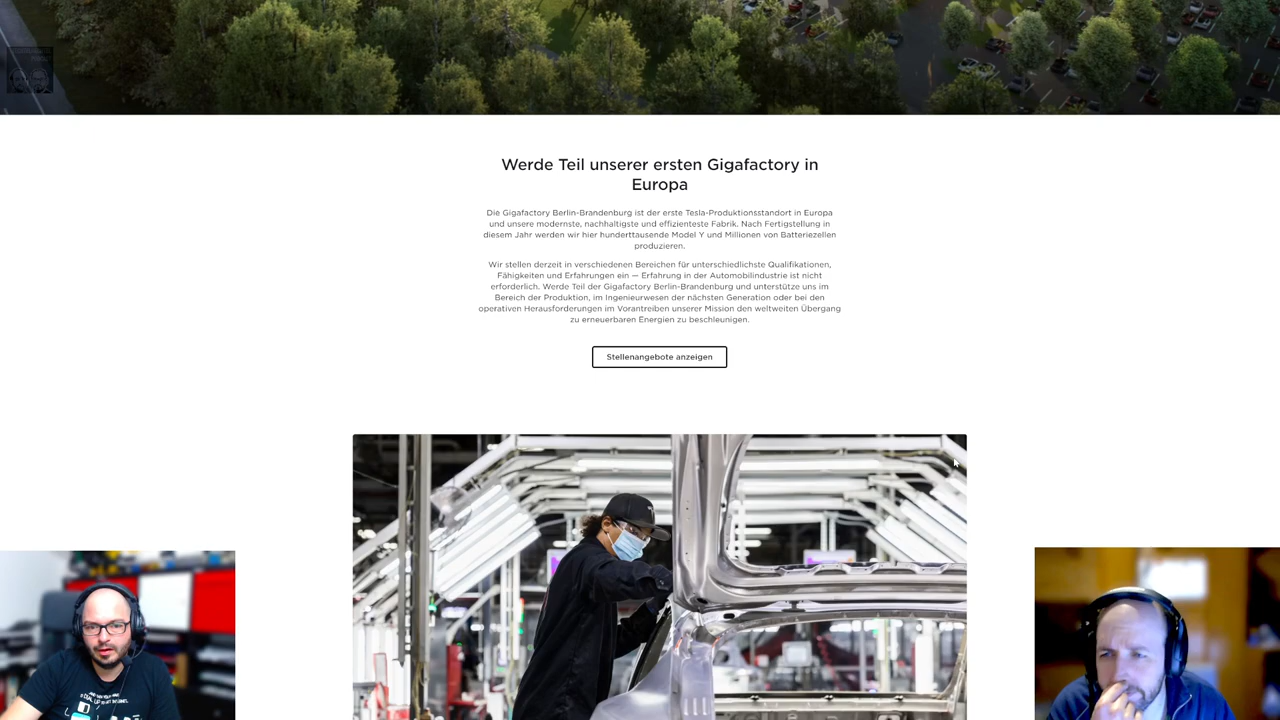 Werde Teil unserer ersten Gigafactory in
Europa
Die Gigafactory Berlin-Brandenburg ist der erste Tesla-Produktionsstandort in Europa
und unsere modernste, nachhaltigste und effizienteste Fabrik. Nach Fertigstellung in
diesem Jahr werden wir hier hunderttausende Model Y und Millionen von Batteriezellen
produzieren.
Wir stellen derzeit in verschiedenen Bereichen für unterschiedlichste Qualifikationen,
Fähigkeiten und Erfahrungen ein — Erfahrung in der Automobilindustrie ist nicht
erforderlich. Werde Teil der Gigafactory Berlin-Brandenburg und unterstütze uns im
Bereich der Produktion, im Ingenieurwesen der nächsten Generation oder bei den
operativen Herausforderungen im Vorantreiben unserer Mission den weltweiten Übergang
zu erneuerbaren Energien zu beschleunigen.
Stellenangebote anzeigen